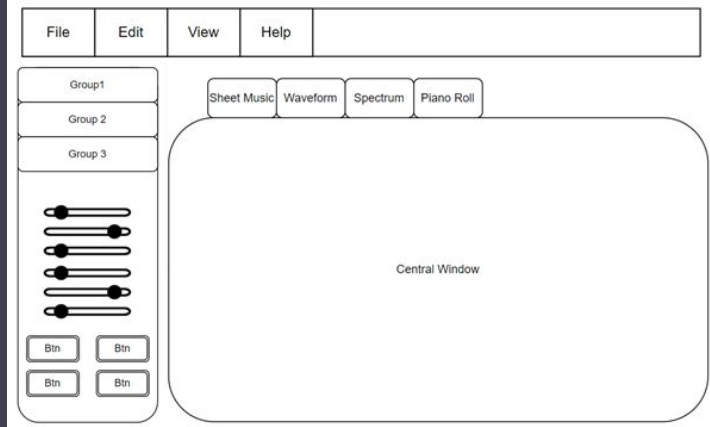 File Edit View Help
Group1
Group 2
Group 3
Sheet Music Waveform Spectrum Piano Roll
Central Window
Btn Btn
Btn Btn